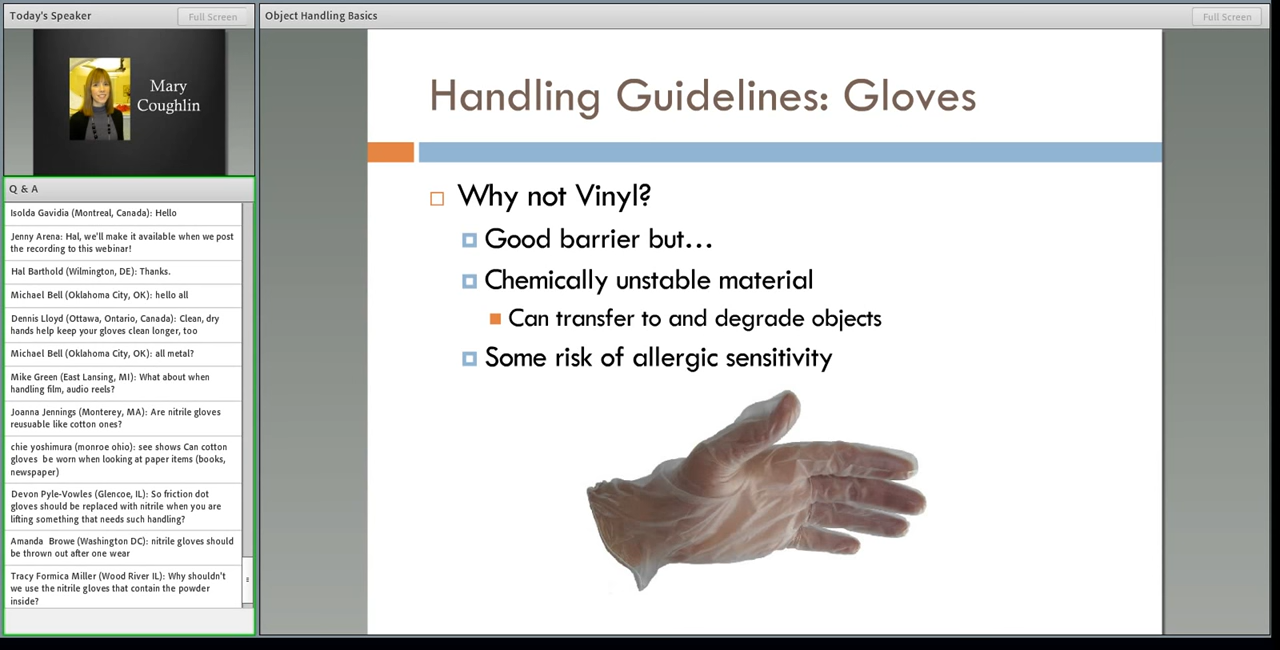 Today's Speaker
Full Screen
Mary
Coughlin
Q & A
Isolda Gavidia (Montreal, Canada): Hello
Jenny Arena: Hal, we'll make it available when we post
the recording to this webinar!
Hal Barthold (Wilmington, DE): Thanks.
Michael Bell (Oklahoma City, OK): hello all
Dennis Lloyd (Ottawa, Ontario, Canada): Clean, dry
hands help keep your gloves clean longer, too
Michael Bell (Oklahoma City, OK): all metal?
Mike Green (East Lansing, MI): What about when
handling film, audio reels?
Joanna Jennings (Monterey, MA): Are nitrile gloves
reusuable like cotton ones?
chie yoshimura (monroe ohio): see shows Can cotton
gloves be worn when looking at paper items (books,
newspaper)
Devon Pyle-Vowles (Glencoe, IL): So friction dot
gloves should be replaced with nitrile when you are
lifting something that needs such handling?
Amanda Browe (Washington DC): nitrile gloves should
be thrown out after one wear
Tracy Formica Miller (Wood River IL): Why shouldn't
we use the nitrile gloves that contain the powder
inside?
Object Handling Basics
Full Screen
Handling Guidelines: Gloves
Why not Vinyl?
Good barrier but...
Chemically unstable material
Can transfer to and degrade objects
Some risk of allergic sensitivity